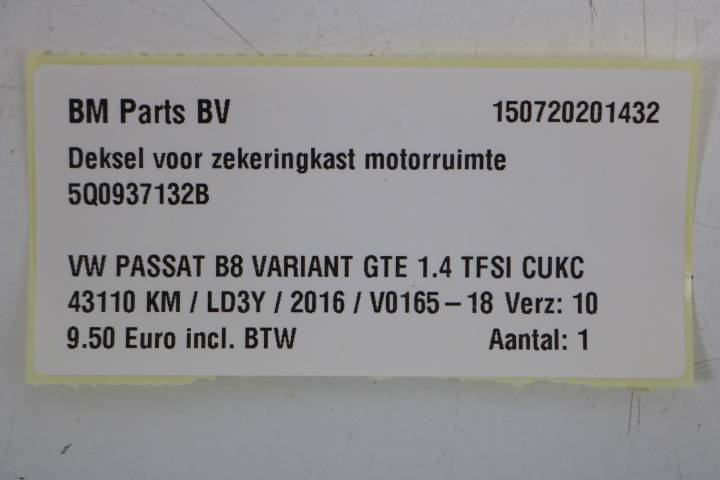 BM Parts BV 150720201432
Deksel voor zekeringkast motorruimte
5Q0937132B
VW PASSAT B8 VARIANT GTE 1.4 TFSI CUKC
43110 KM / LD3Y / 2016 / V0165-18 Verz: 10
9.50 Euro incl. BTW Aantal: 1